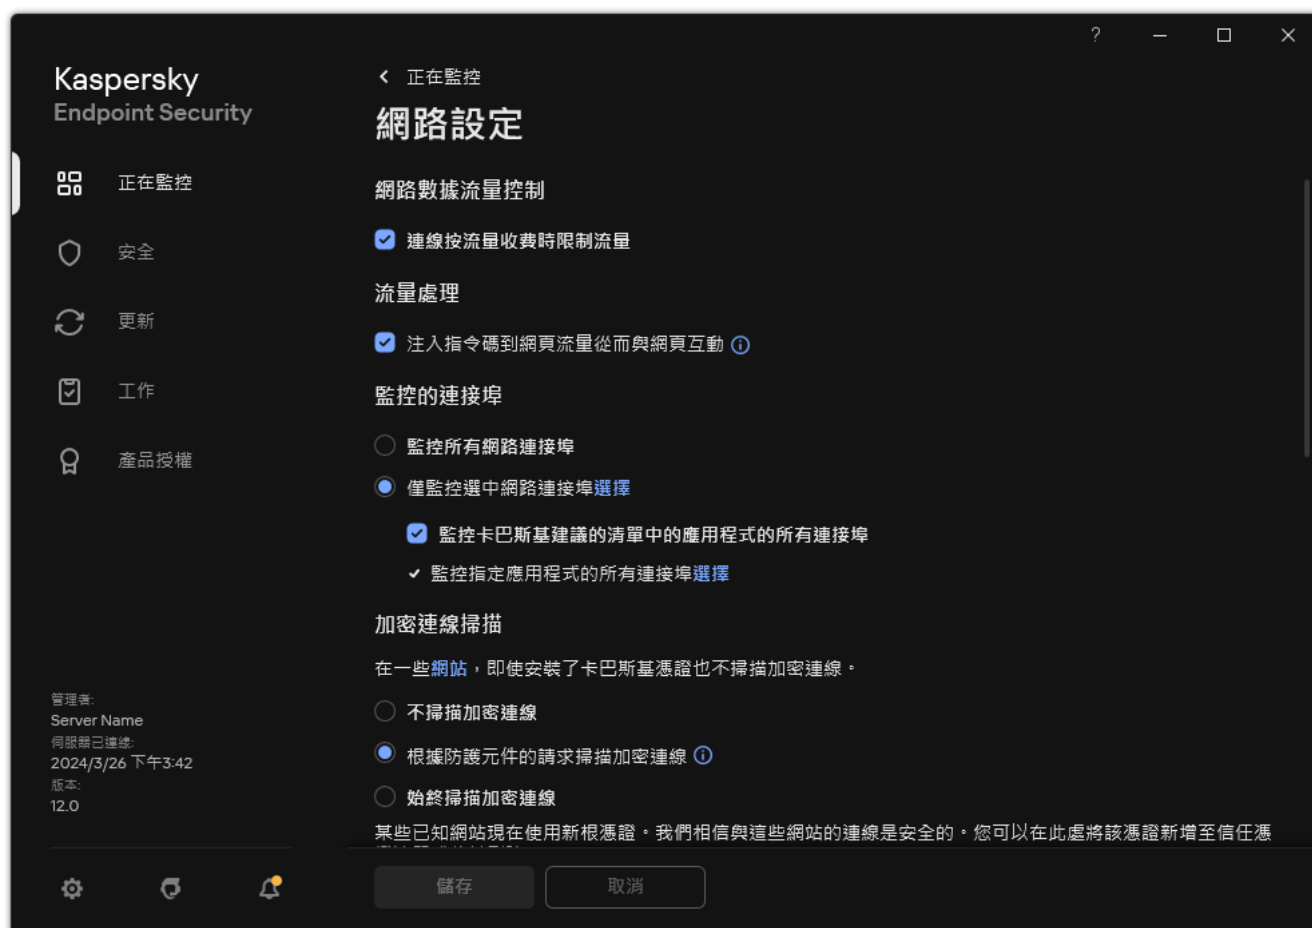 ?
Kaspersky
Endpoint Security
正在監控
安全
更新
工作
產品授權
管理者:
Server Name
伺服器已連線:
2024/3/26 下午3:42
版本:
12.0
正在監控
網路設定
網路數據流量控制
連線按流量收費時限制流量
流量處理
注入指令碼到網頁流量從而與網頁互動
監控的連接埠
監控所有網路連接埠
僅監控選中網路連接埠選擇
監控卡巴斯基建議的清單中的應用程式的所有連接埠
監控指定應用程式的所有連接埠選擇
加密連線掃描
在一些網站，即使安裝了卡巴斯基憑證也不掃描加密連線。
不掃描加密連線
根據防護元件的請求掃描加密連線
始終掃描加密連線
某些已知網站現在使用新根憑證。我們相信與這些網站的連線是安全的。您可以在此處將該憑證新增至信任憑
儲存
取消